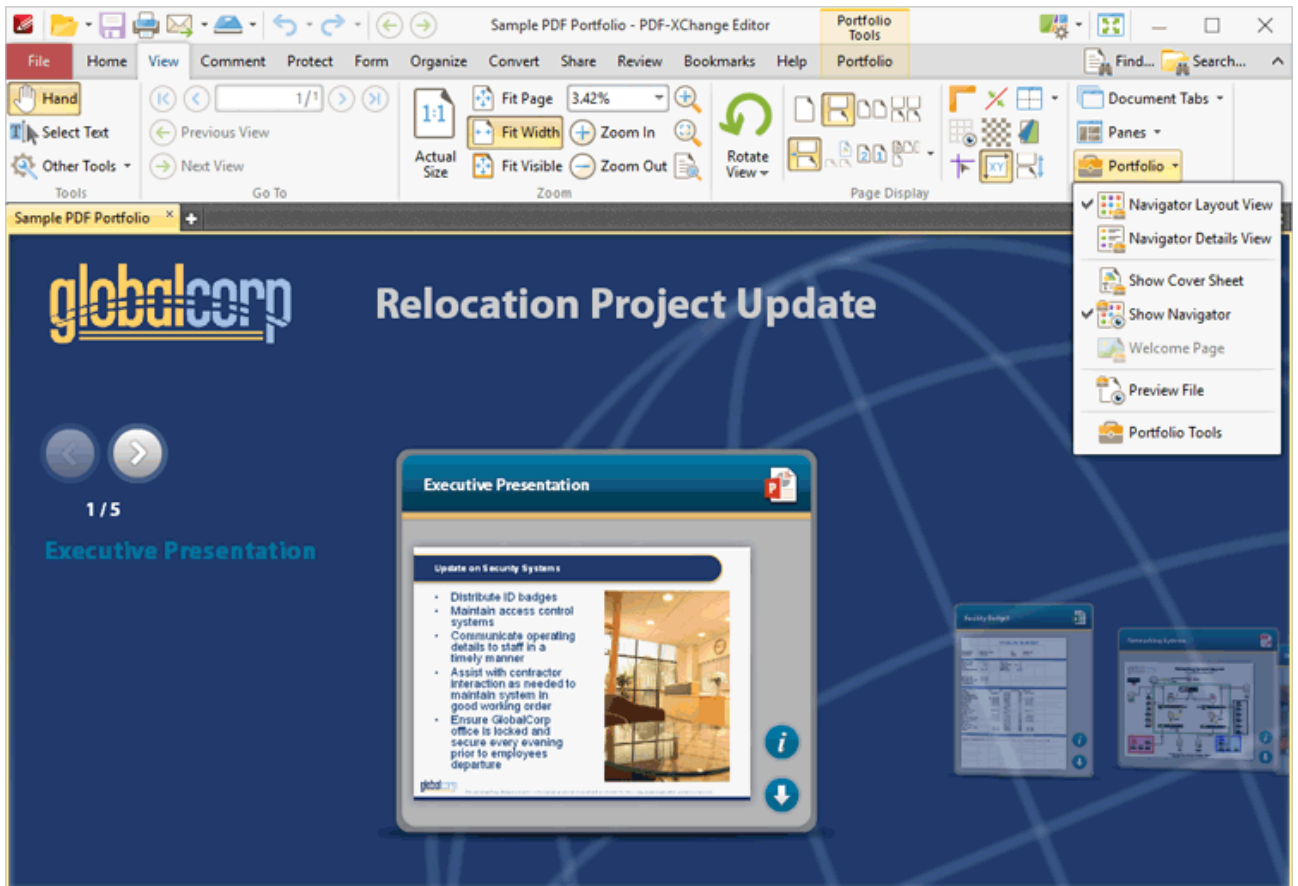 Sample PDF Portfolio - PDF-XChange Editor
Portfolio
Tools
File Home View Comment Protect Form Organize Convert Share Review Bookmarks Help Portfolio Find... Search...
Hand 1/1 Fit Page 3.42% Document Tabs
1:1
Select Text Previous View Fit Width Zoom In Panes
Actual
Size
Rotate
View
Other Tools Next View Fit Visible Zoom Out XY Portfolio
Tools Go To Zoom Page Display
Sample PDF Portfolio × +
Navigator Layout View
Navigator Details View
Show Cover Sheet
Show Navigator
Welcome Page
Preview File
Portfolio Tools
globalcorp
Relocation Project Update
1/5
Executive Presentation
Executive Presentation
Update on Security Systems
• Distribute ID badges
• Maintain access control
systems
• Communicate operating
details to staff in a
timely manner
• Assist with contractor
interaction as needed to
maintain system in
good working order
• Ensure GlobalCorp
office is locked and
secure every evening
prior to employees
departure
globalcorp
Facility Budget
Networking Systems